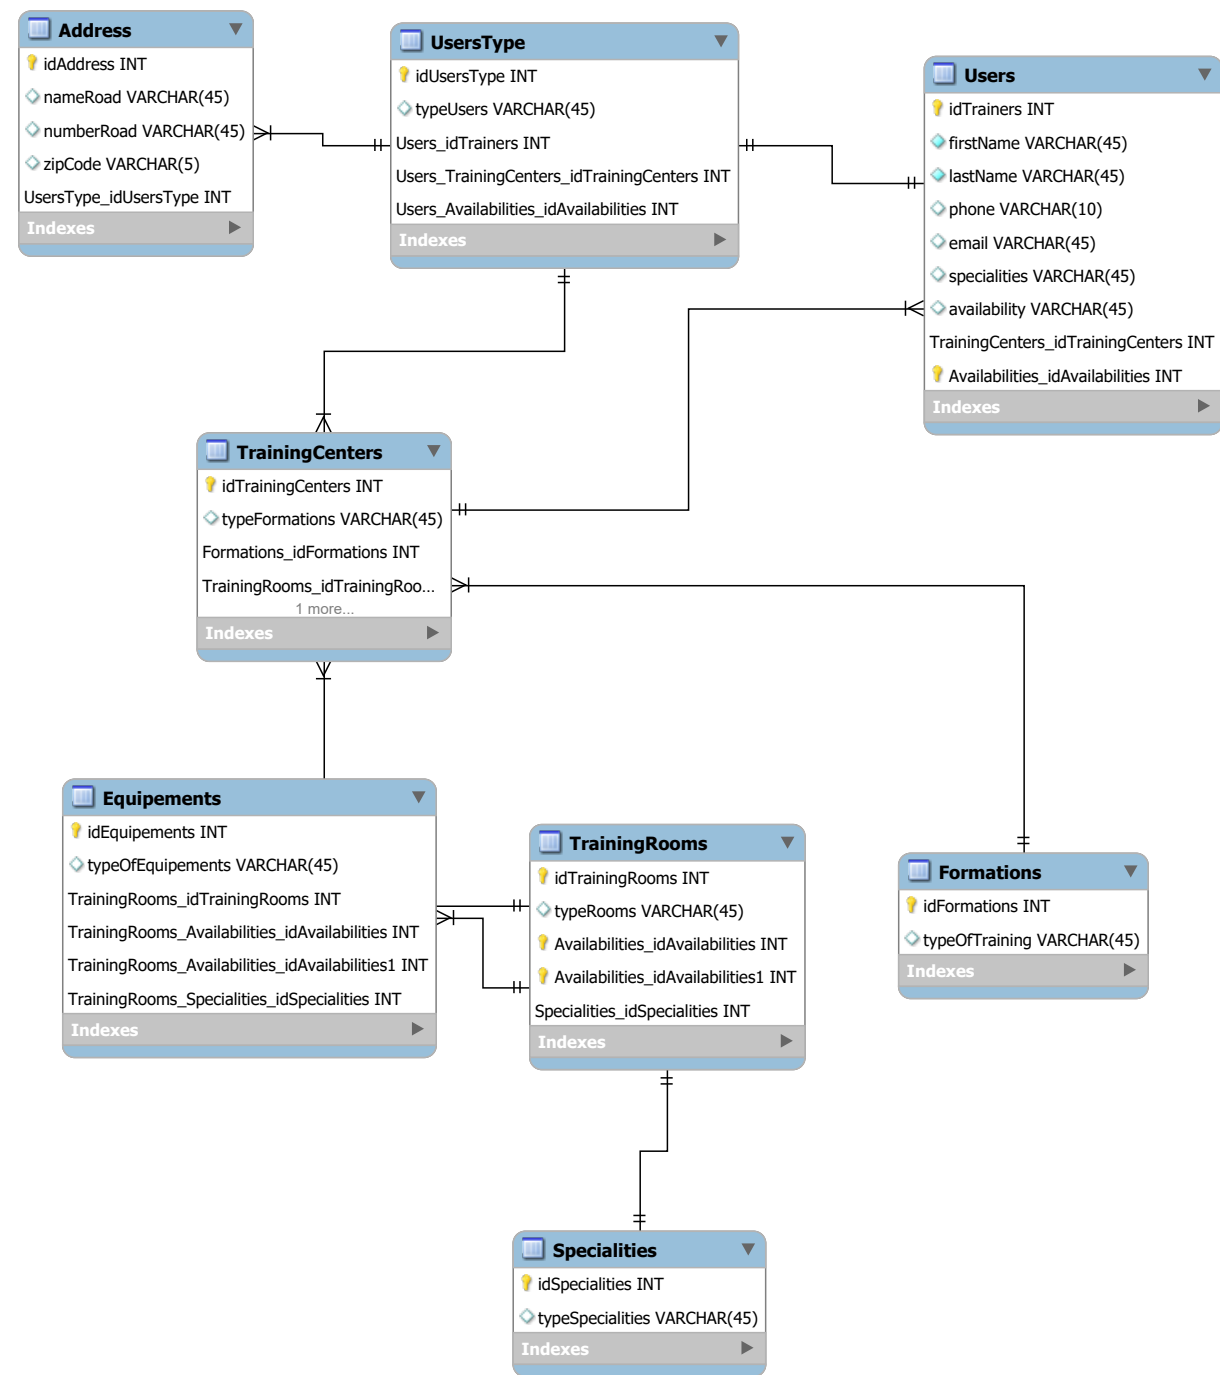 Address
idAddress INT
nameRoad VARCHAR(45)
numberRoad VARCHAR(45)
zipCode VARCHAR(5)
UsersType_idUsersType INT
Indexes
UsersType
idUsersType INT
typeUsers VARCHAR(45)
Users_idTrainers INT
Users_TrainingCenters_idTrainingCenters INT
Users_Availabilities_idAvailabilities INT
Indexes
Users
idTrainers INT
firstName VARCHAR(45)
lastName VARCHAR(45)
phone VARCHAR(10)
email VARCHAR(45)
specialities VARCHAR(45)
availability VARCHAR(45)
TrainingCenters_idTrainingCenters INT
Availabilities_idAvailabilities INT
Indexes
TrainingCenters
idTrainingCenters INT
typeFormations VARCHAR(45)
Formations_idFormations INT
TrainingRooms_idTrainingRoo...
1 more...
Indexes
Equipements
idEquipements INT
typeOfEquipements VARCHAR(45)
TrainingRooms_idTrainingRooms INT
TrainingRooms_Availabilities_idAvailabilities INT
TrainingRooms_Availabilities_idAvailabilities1 INT
TrainingRooms_Specialities_idSpecialities INT
Indexes
TrainingRooms
idTrainingRooms INT
typeRooms VARCHAR(45)
Availabilities_idAvailabilities INT
Availabilities_idAvailabilities1 INT
Specialities_idSpecialities INT
Indexes
Formations
idFormations INT
typeOfTraining VARCHAR(45)
Indexes
Specialities
idSpecialities INT
typeSpecialities VARCHAR(45)
Indexes